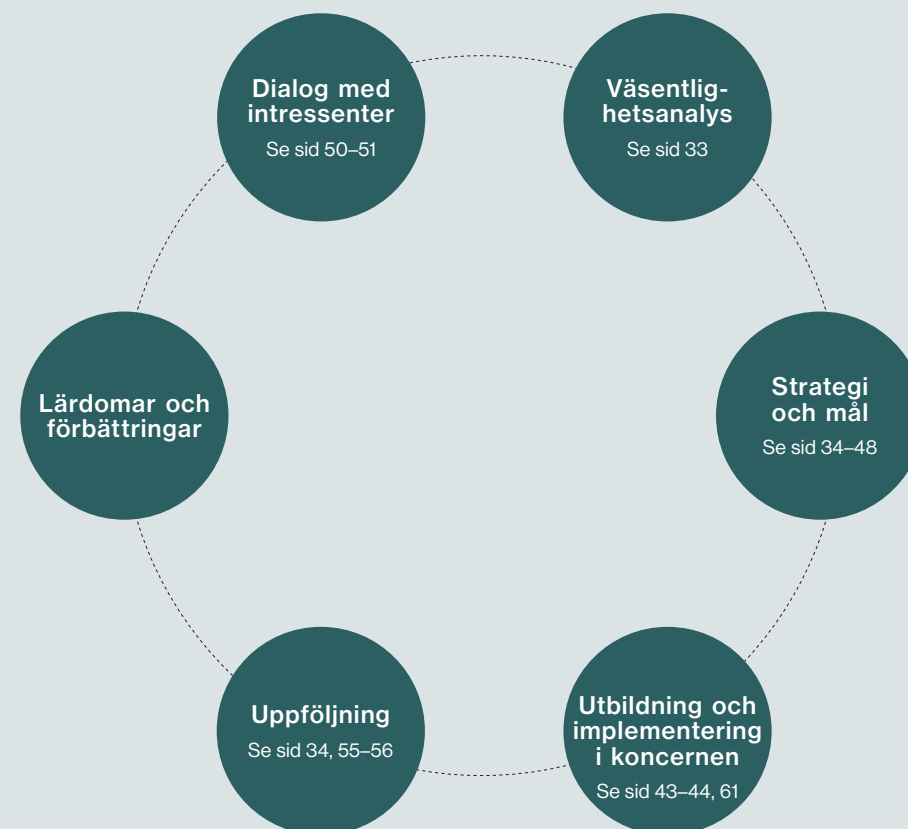 Dialog med
intressenter
Se sid 50–51
Väsentlig-
hetsanalys
Se sid 33
Lärdomar och
förbättringar
Strategi
och mål
Se sid 34–48
Uppföljning
Se sid 34, 55–56
Utbildning och
implementering
i koncernen
Se sid 43–44, 61